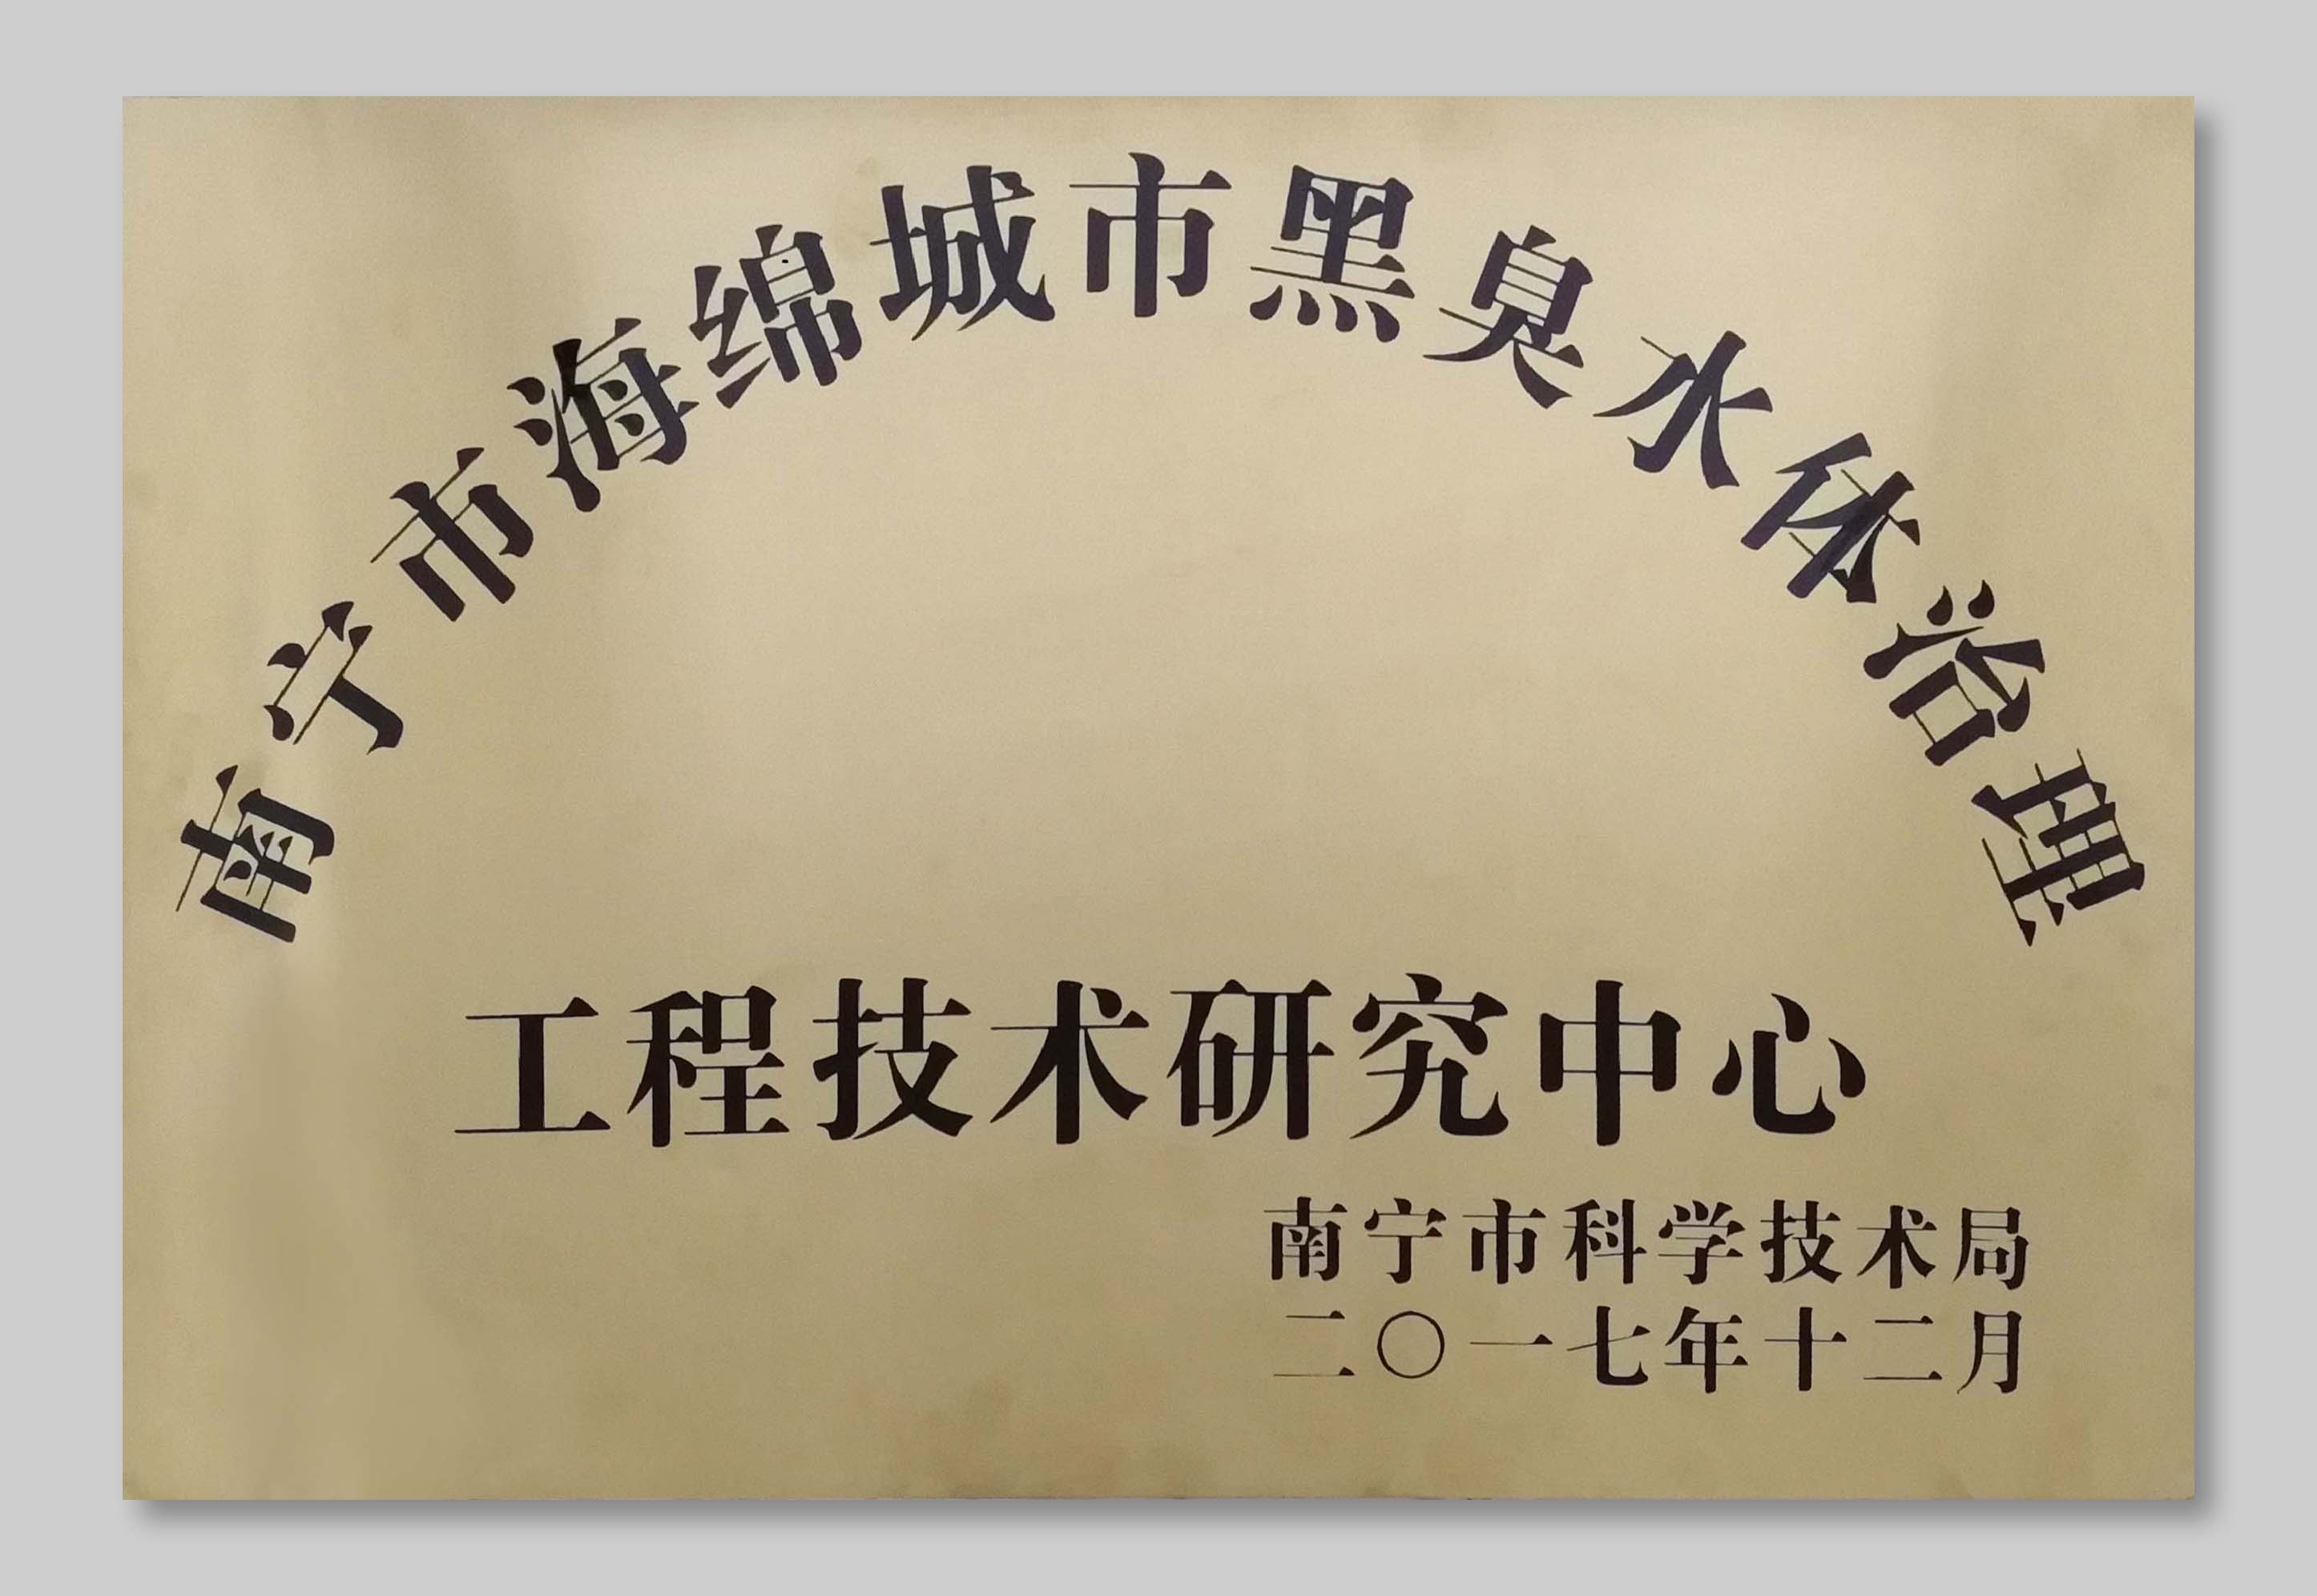 南宁市海绵城市黑臭水体治理
工程技术研究中心
南宁市科学技术局
二〇一七年十二月